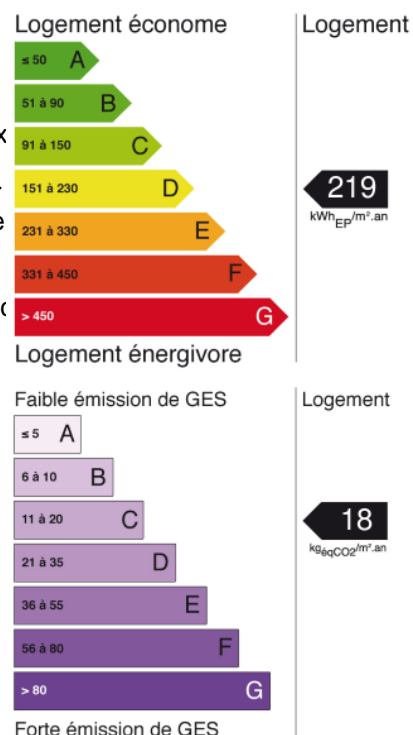 Logement économe
Logement
≤ 50 A
51 à 90 B
91 à 150 C
151 à 230 D
219
kWhEP/m².an
231 à 330 E
331 à 450 F
> 450 G
Logement énergivore
Faible émission de GES
Logement
≤ 5 A
6 à 10 B
11 à 20 C
18
kgéqCO2/m².an
21 à 35 D
36 à 55 E
56 à 80 F
> 80 G
Forte émission de GES